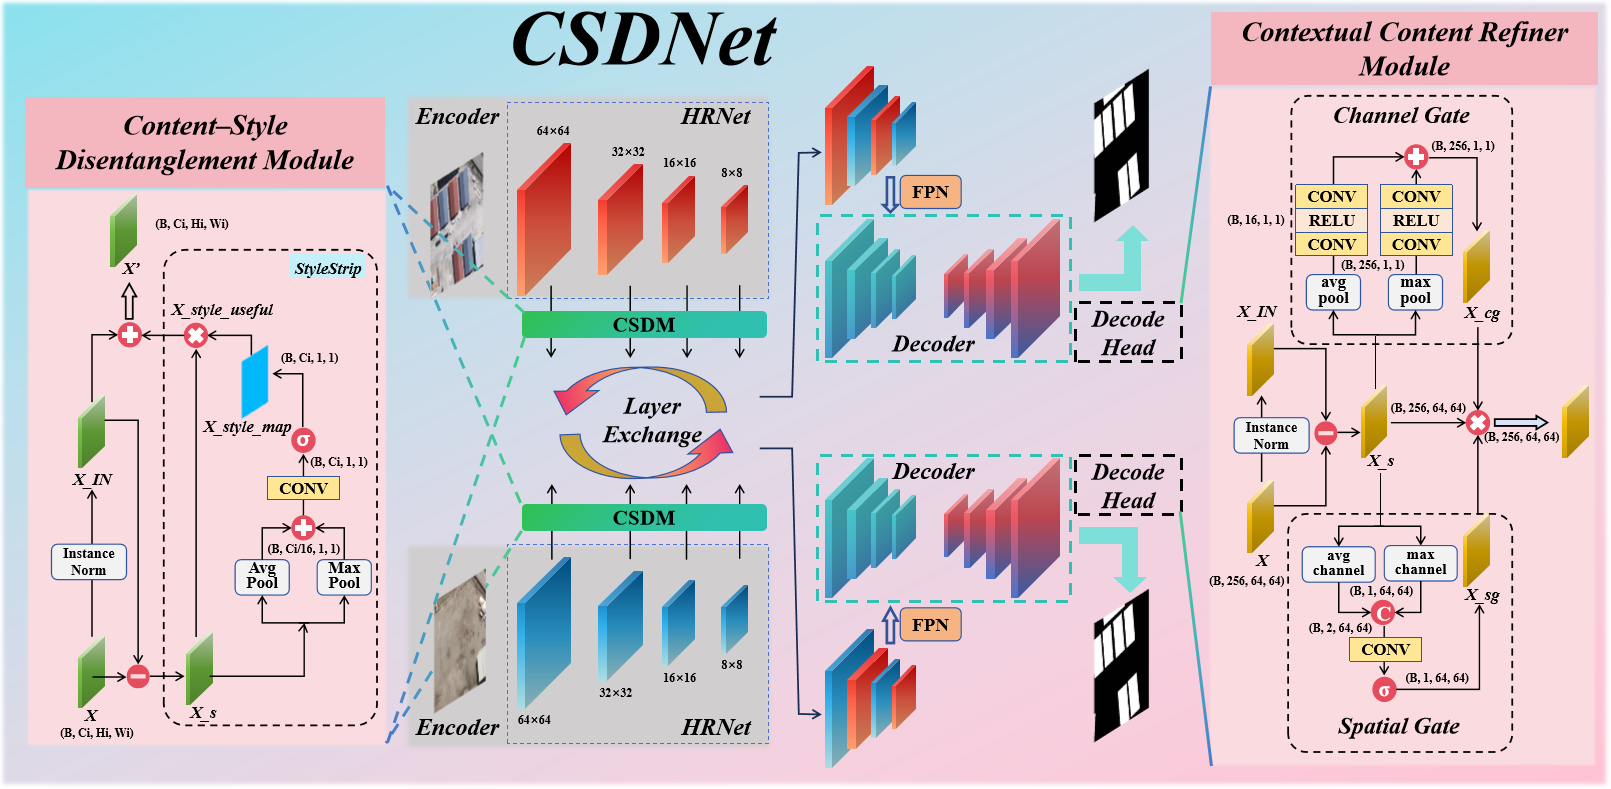 CSDNet
Content–Style
Disentanglement Module
(B, Ci, Hi, Wi)
X'
StyleStrip
X_style_useful
(B, Ci, 1, 1)
X_style_map
σ
(B, Ci, 1, 1)
X_IN
CONV
(B, Ci/16, 1, 1)
Instance
Norm
Avg
Pool
Max
Pool
X
X_s
(B, Ci, Hi, Wi)
Encoder
HRNet
64×64
32×32
16×16
8×8
CSDM
Layer
Exchange
CSDM
64×64
32×32
16×16
8×8
Encoder
HRNet
FPN
Decoder
Decode
Head
Decoder
Decode
Head
FPN
Contextual Content Refiner
Module
Channel Gate
(B, 256, 1, 1)
CONV
RELU
CONV
CONV
RELU
CONV
(B, 16, 1, 1)
(B, 256, 1, 1)
avg
pool
max
pool
X_cg
X_IN
Instance
Norm
(B, 256, 64, 64)
(B, 256, 64, 64)
X_s
X
(B, 256, 64, 64)
avg
channel
max
channel
(B, 1, 64, 64)
X_sg
C
(B, 2, 64, 64)
CONV
(B, 1, 64, 64)
σ
Spatial Gate